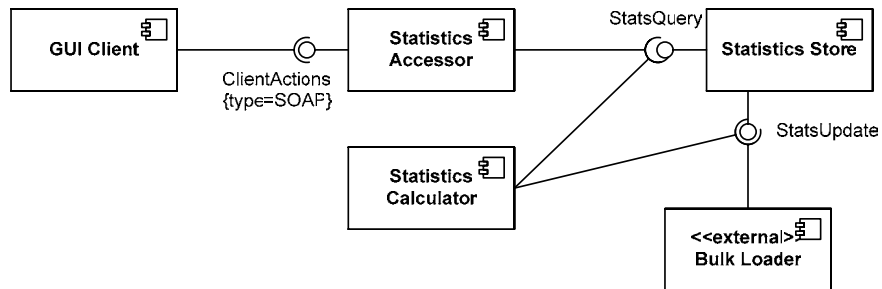 StatsQuery
GUI Client
Statistics
Accessor
Statistics Store
ClientActions
{type=SOAP}
StatsUpdate
Statistics
Calculator
<<external>>
Bulk Loader